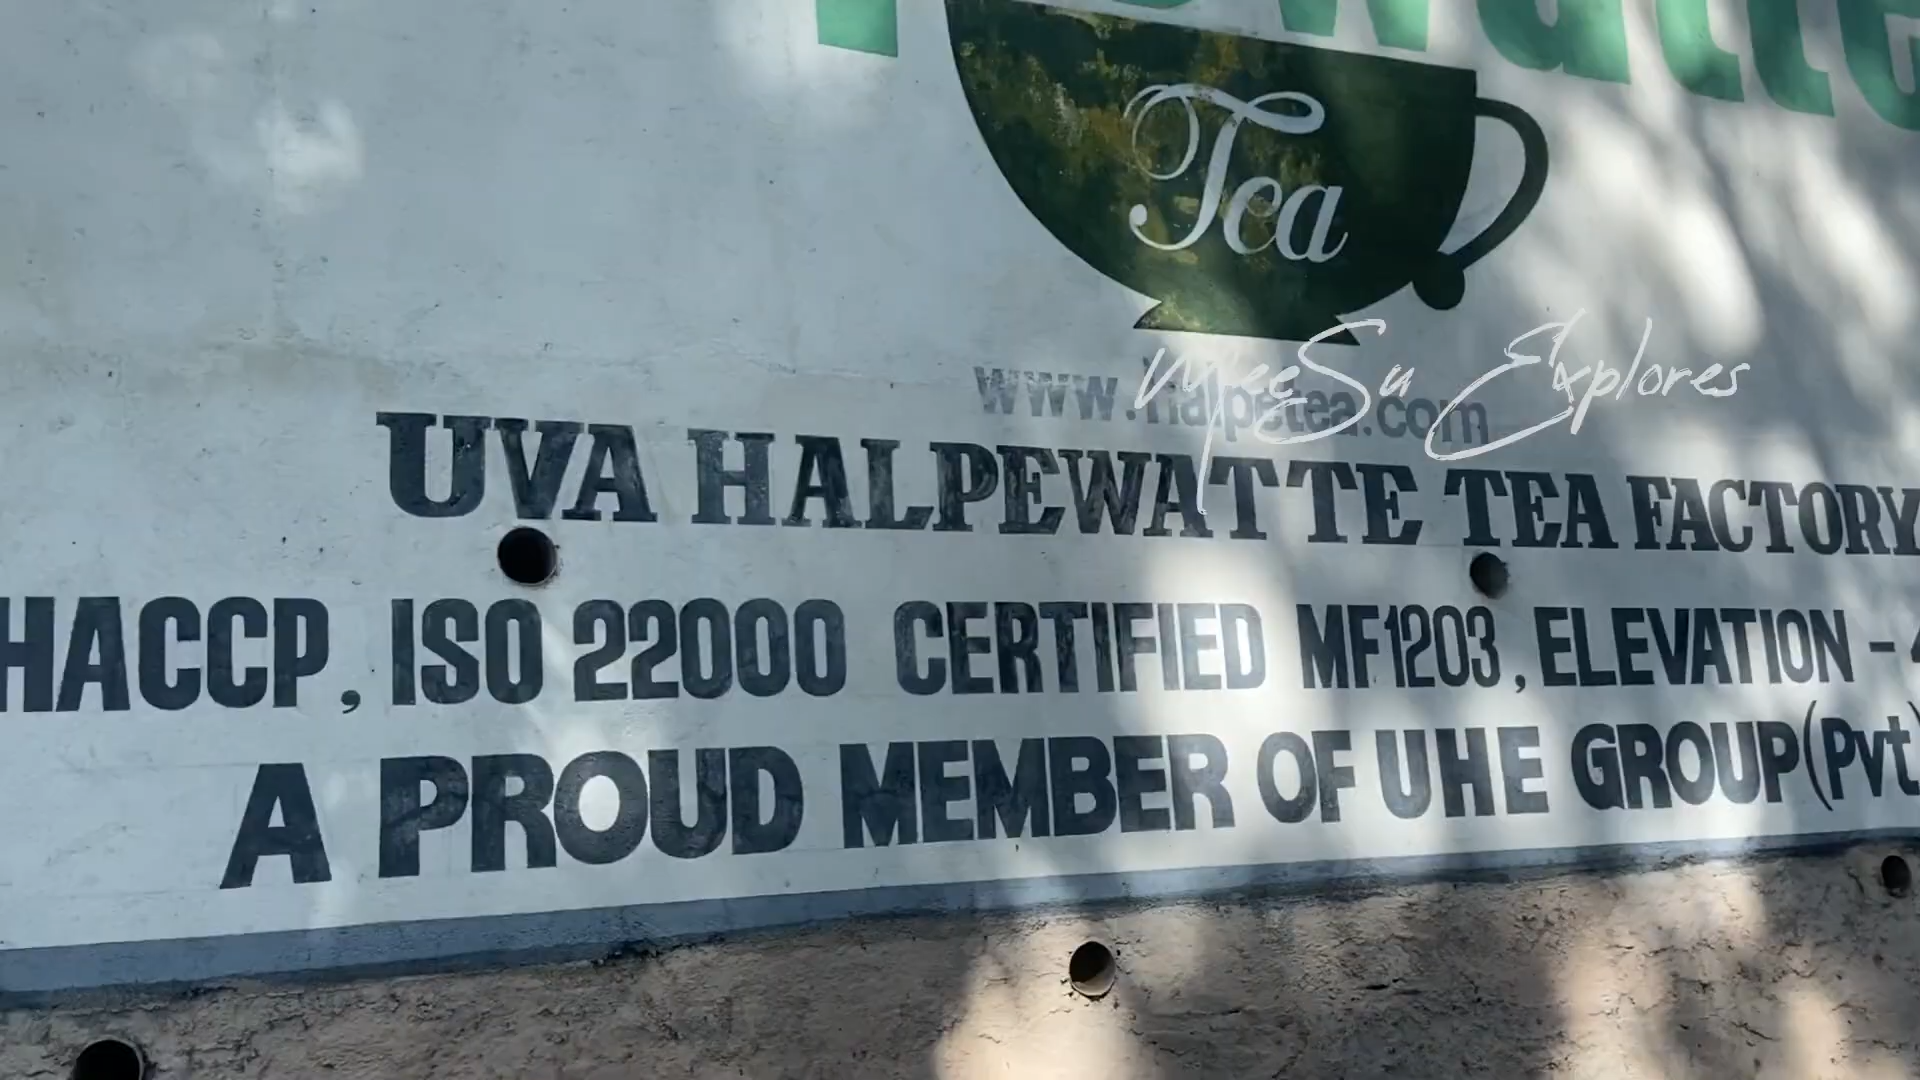 Tea
www.halpetea.com
MeeSu Explores
UVA HALPEWATTE TEA FACTORY
HACCP, ISO 22000 CERTIFIED MF1203, ELEVATION -
A PROUD MEMBER OF UHE GROUP(Pvt